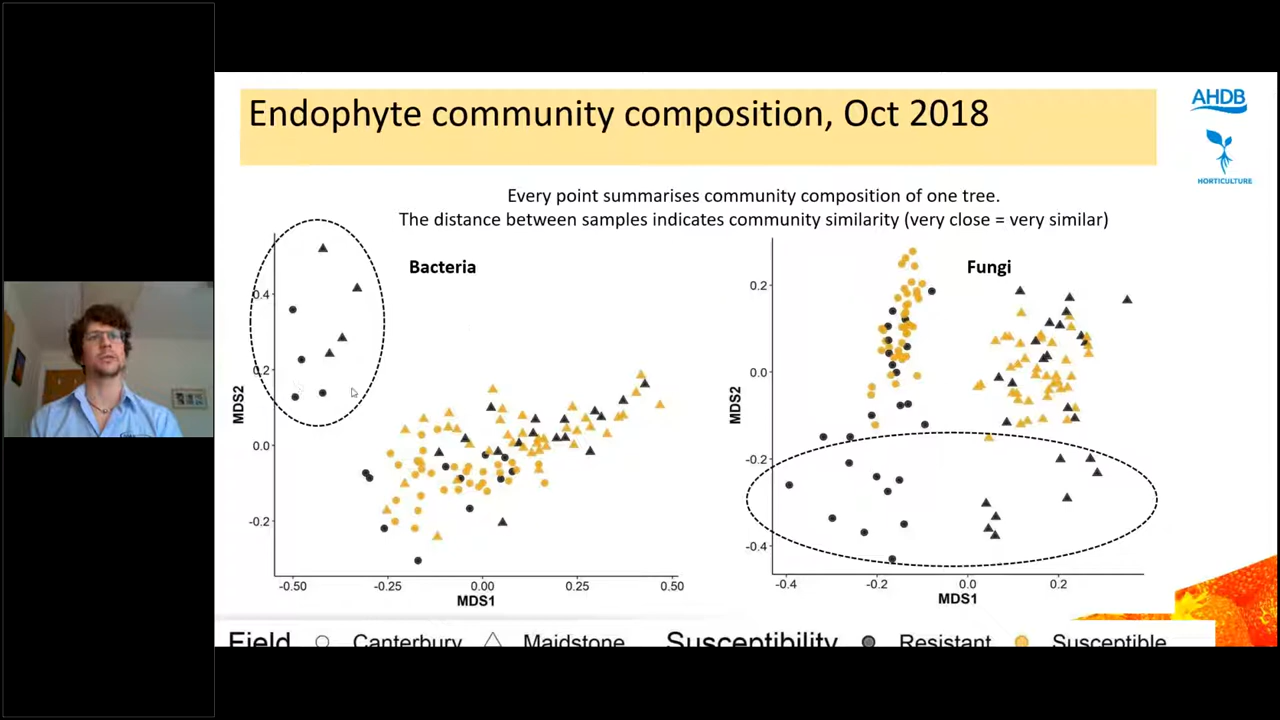 Endophyte community composition, Oct 2018
AHDB
HORTICULTURE
Every point summarises community composition of one tree.
The distance between samples indicates community similarity (very close = very similar)
Bacteria
0.4
0.2
0.0
-0.2
MDS2
-0.50
-0.25
0.00
0.25
0.50
MDS1
Fungi
0.2
0.0
-0.2
-0.4
MDS2
-0.4
-0.2
0.0
0.2
MDS1
Field Canterbury Maidstone Susceptibility Resistant Susceptible